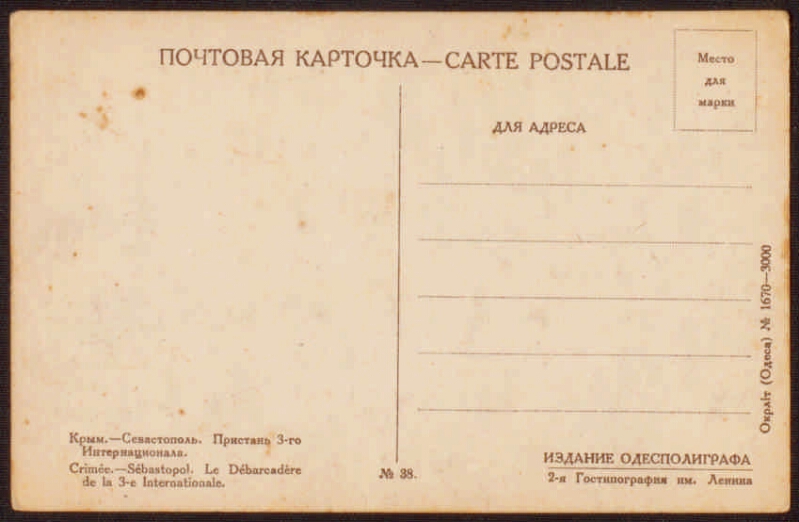 ПОЧТОВАЯ КАРТОЧКА—CARTE POSTALE
Место
для
марки
ДЛЯ АДРЕСА
Крым.—Севастополь. Пристань 3-го
Интернационала.
Crimée.—Sébastopol. Le Débarcadère
de la 3-e Internationale.
№ 38.
ИЗДАНИЕ ОДЕСПОЛИГРАФА
2-я Гостипография им. Ленина
Окрліт (Одеса) № 1670—3000